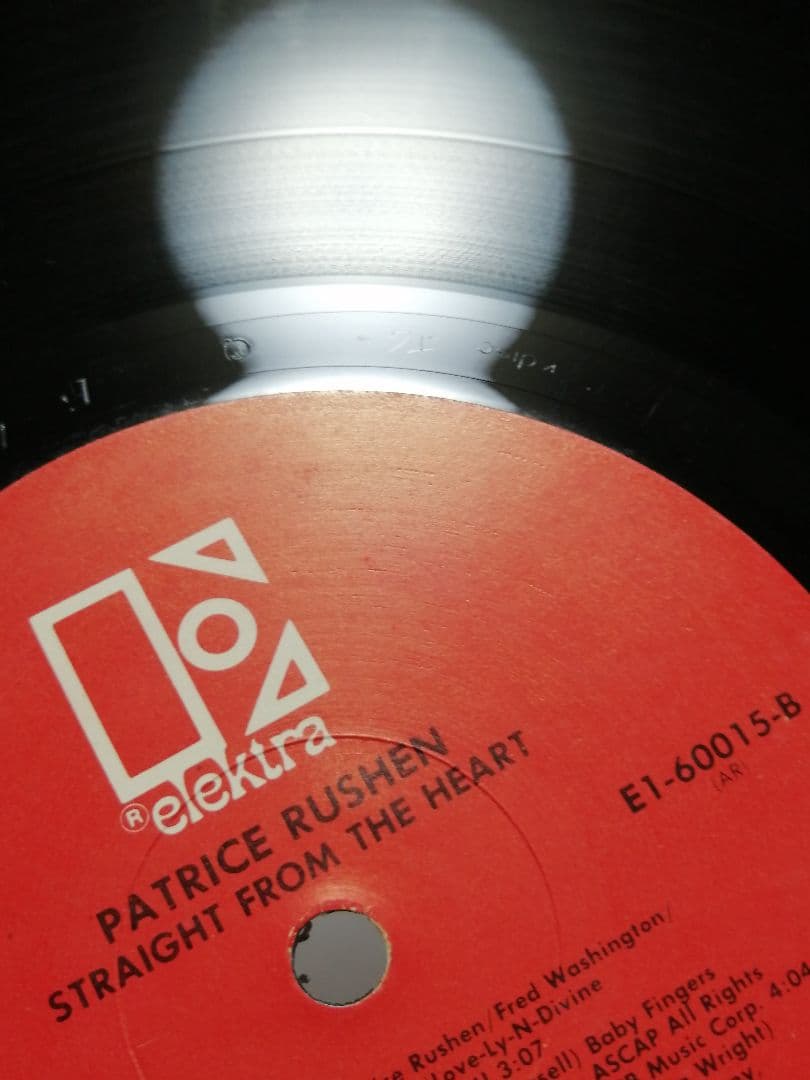 ® elektra
PATRICE RUSHEN
STRAIGHT FROM THE HEART
E1-60015-B
(AR)
Rushen/Fred Washington/
Love-Ly-N-Divine
3:07
Baby Fingers
ASCAP All Rights
Music Corp. 4:04
Wright)